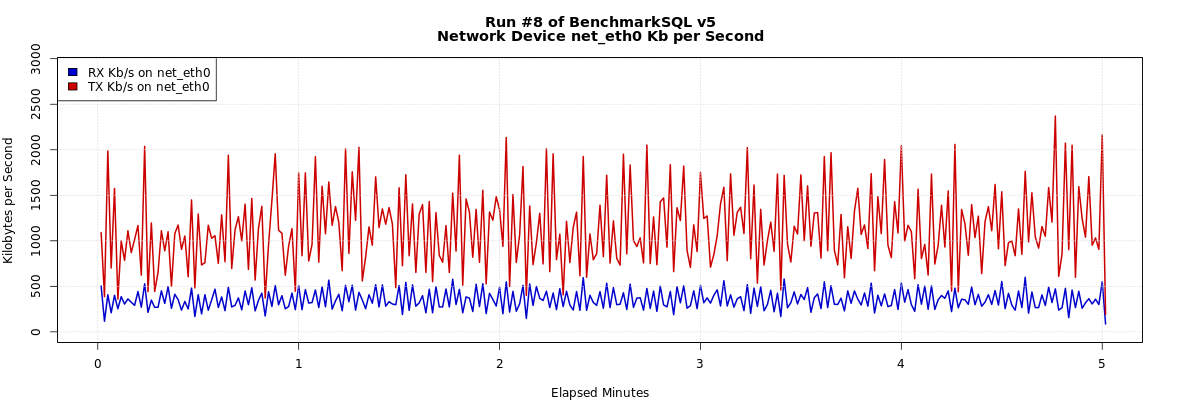 Run #8 of BenchmarkSQL v5
Network Device net_eth0 Kb per Second
RX Kb/s on net_eth0
TX Kb/s on net_eth0
Kilobytes per Second
3000
2500
2000
1500
1000
500
0
0 1 2 3 4 5
Elapsed Minutes